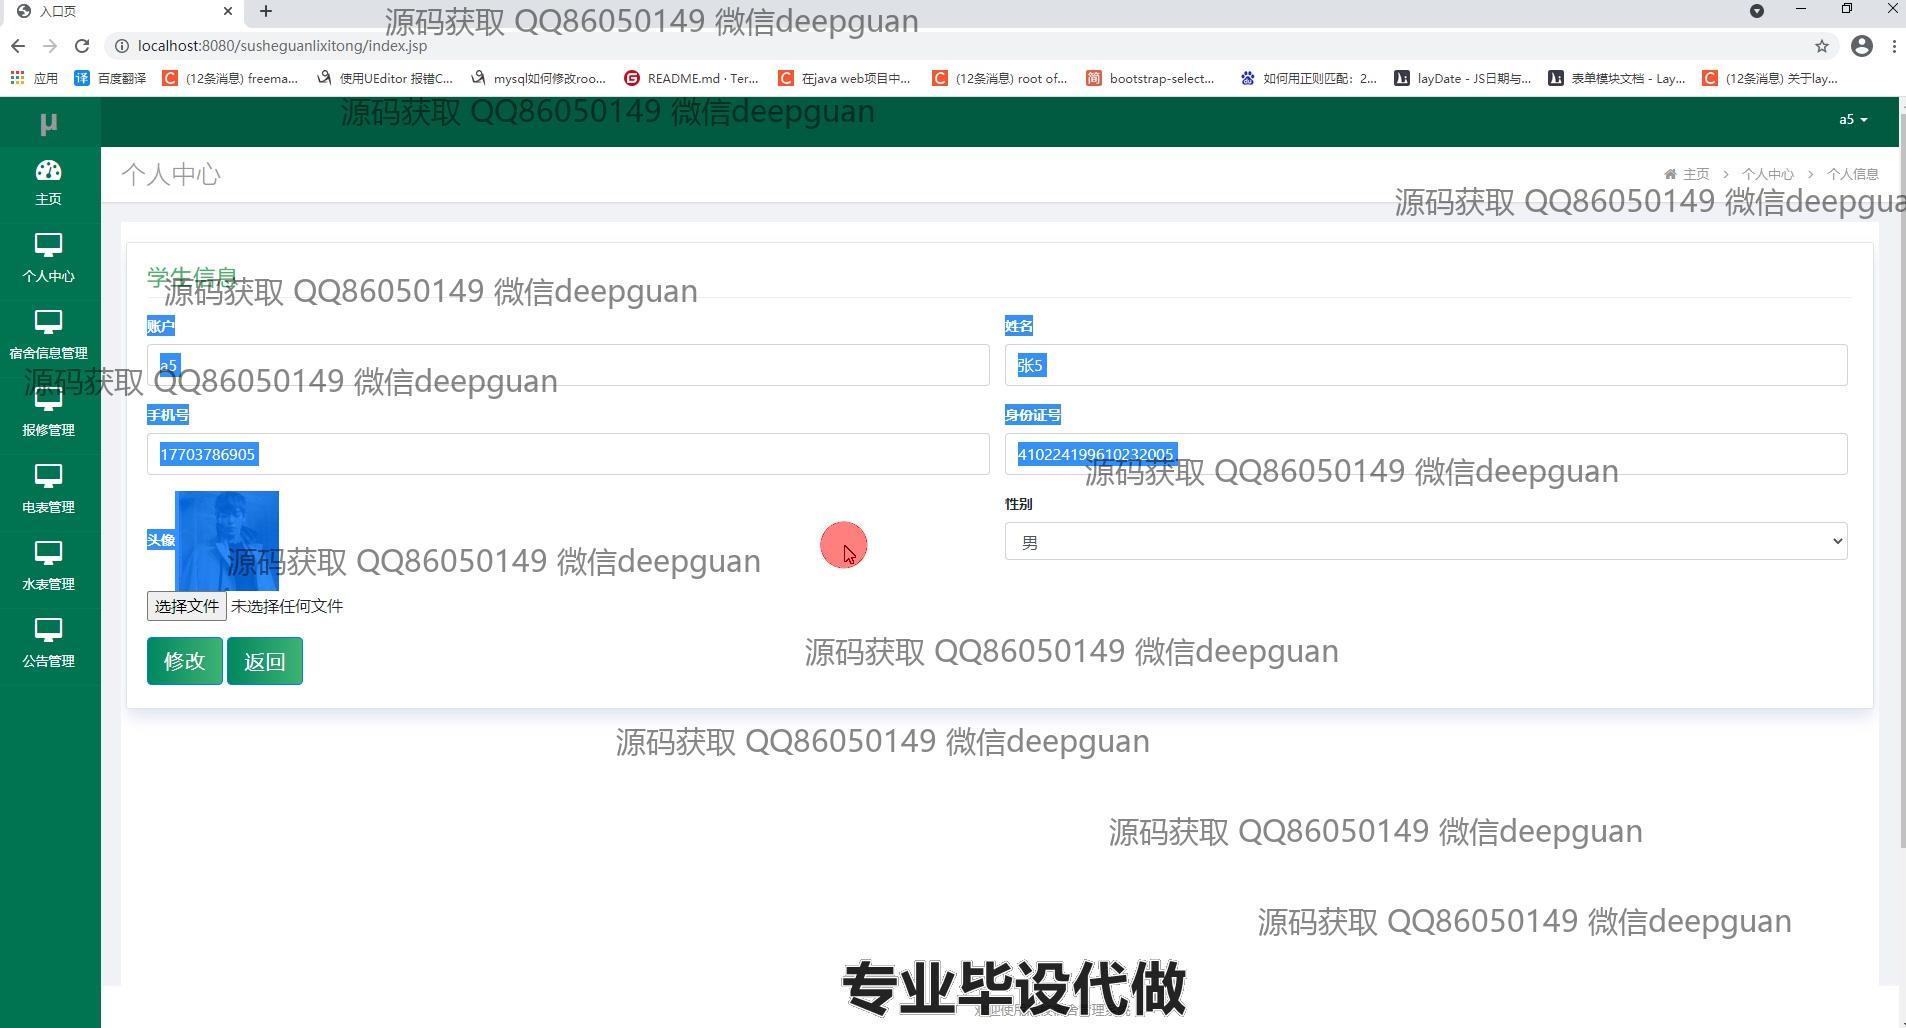 入口页
源码获取 QQ86050149 微信deepguan
localhost:8080/susheguanlixitong/index.jsp
应用 百度翻译 (12条消息) freema... 使用UEditor 报错C... mysql如何修改roo... README.md · Ter... 在java web项目中... (12条消息) root of... bootstrap-select... 如何用正则匹配：2... layDate - JS日期与... 表单模块文档 - Lay... (12条消息) 关于lay...
源码获取 QQ86050149 微信deepguan
μ
a5
个人中心
主页 > 个人中心 > 个人信息
主页
源码获取 QQ86050149 微信deepgua
个人中心
学生信息
源码获取 QQ86050149 微信deepguan
账户
姓名
宿舍信息管理
a5
张5
源码获取 QQ86050149 微信deepguan
手机号
身份证号
报修管理
17703786905
410224199610232005
源码获取 QQ86050149 微信deepguan
电表管理
性别
头像
男
源码获取 QQ86050149 微信deepguan
水表管理
选择文件 未选择任何文件
修改 返回
源码获取 QQ86050149 微信deepguan
公告管理
源码获取 QQ86050149 微信deepguan
源码获取 QQ86050149 微信deepguan
源码获取 QQ86050149 微信deepguan
专业毕设代做